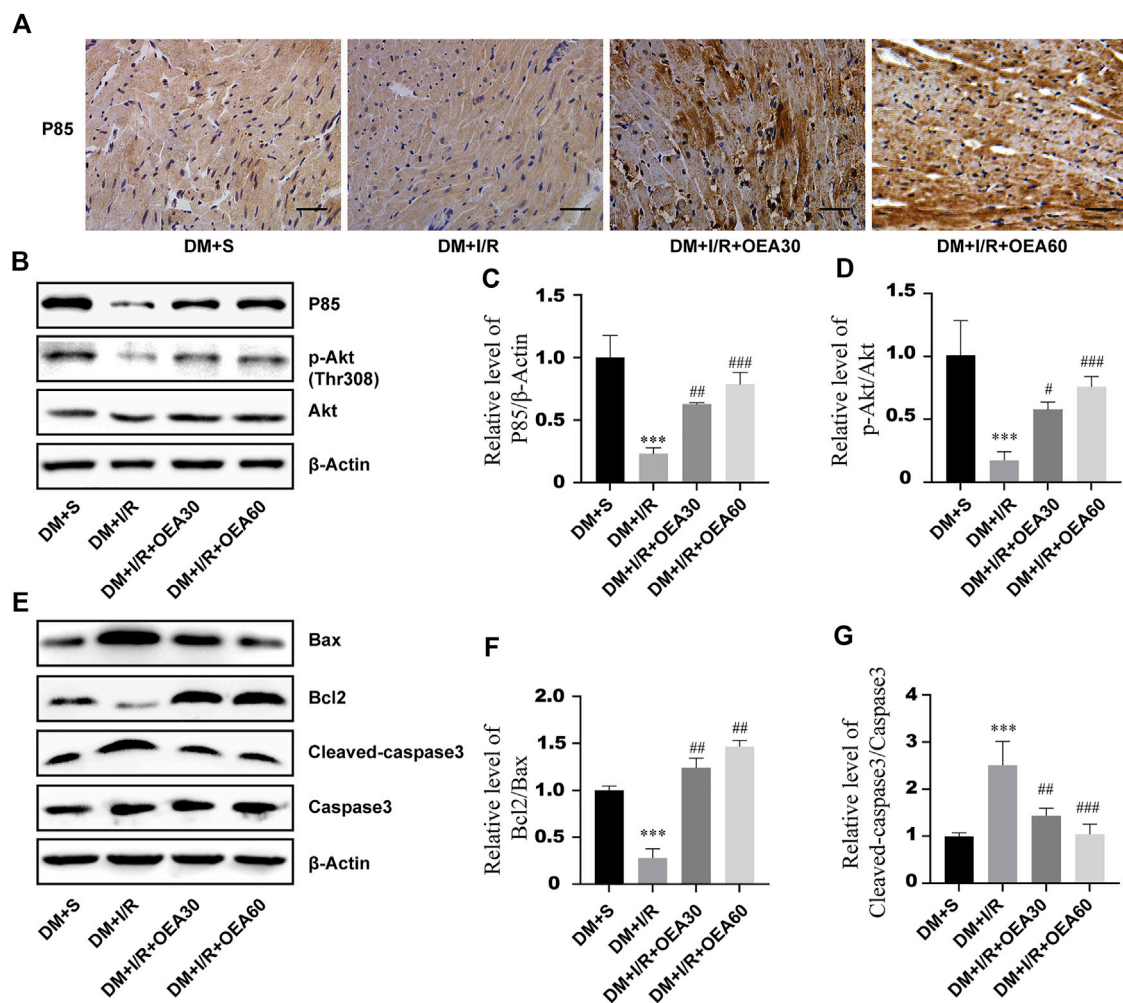 A
P85
DM+S
DM+I/R
DM+I/R+OEA30
DM+I/R+OEA60
B
P85
p-Akt
(Thr308)
Akt
β-Actin
DM+S
DM+I/R
DM+I/R+OEA30
DM+I/R+OEA60
C
Relative level of
P85/β-Actin
1.5
1.0
0.5
0
***
##
###
DM+S
DM+I/R
DM+I/R+OEA30
DM+I/R+OEA60
D
Relative level of
p-Akt/Akt
1.5
1.0
0.5
0
***
#
###
DM+S
DM+I/R
DM+I/R+OEA30
DM+I/R+OEA60
E
Bax
Bcl2
Cleaved-caspase3
Caspase3
β-Actin
DM+S
DM+I/R
DM+I/R+OEA30
DM+I/R+OEA60
F
Relative level of
Bcl2/Bax
2.0
1.5
1.0
0.5
0
***
##
##
DM+S
DM+I/R
DM+I/R+OEA30
DM+I/R+OEA60
G
Relative level of
Cleaved-caspase3/Caspase3
4
3
2
1
0
***
##
###
DM+S
DM+I/R
DM+I/R+OEA30
DM+I/R+OEA60